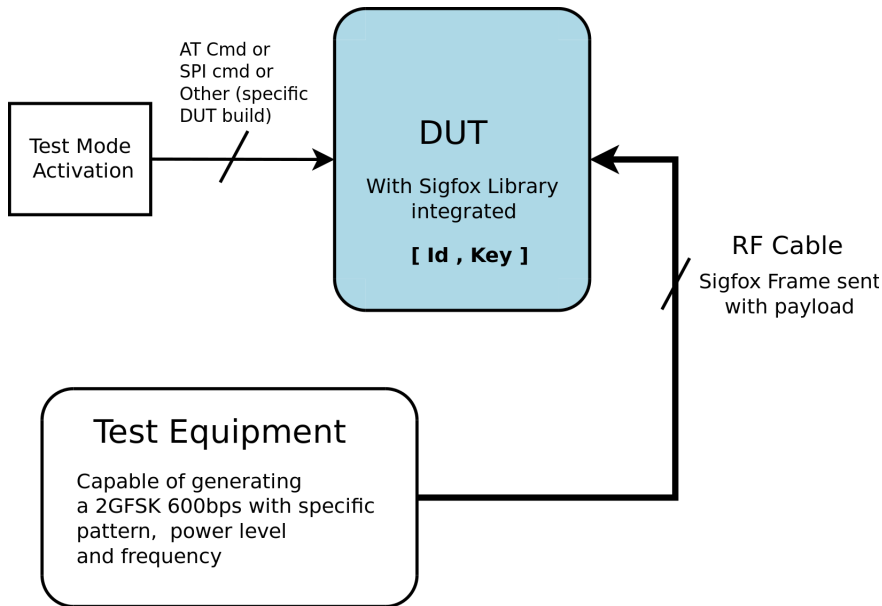 AT Cmd or
SPI cmd or
Other (specific
DUT build)
Test Mode
Activation
DUT
With Sigfox Library
integrated
[ Id , Key ]
RF Cable
Sigfox Frame sent
with payload
Test Equipment
Capable of generating
a 2GFSK 600bps with specific
pattern,  power level
and frequency